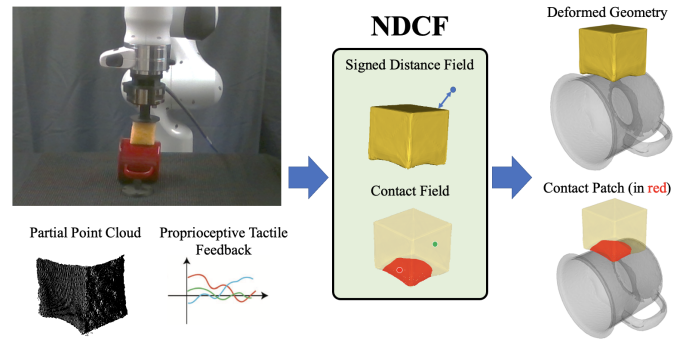 NDCF
Signed Distance Field
Contact Field
Partial Point Cloud
Proprioceptive Tactile
Feedback
Deformed Geometry
Contact Patch (in red)